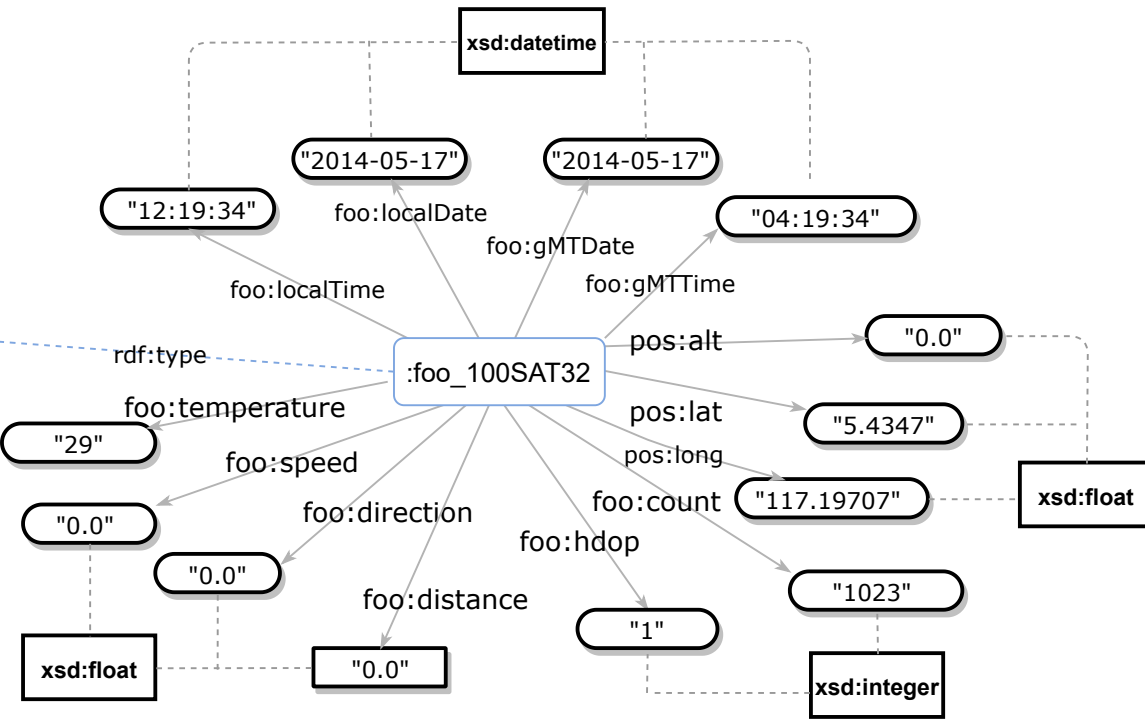 xsd:datetime
"2014-05-17"
"2014-05-17"
"12:19:34"
foo:localDate
"04:19:34"
foo:gMTDate
foo:localTime
foo:gMTTime
rdf:type
pos:alt
"0.0"
:foo_100SAT32
foo:temperature
pos:lat
"5.4347"
"29"
foo:speed
pos:long
foo:count
"117.19707"
xsd:float
"0.0"
foo:direction
foo:hdop
"0.0"
foo:distance
"1023"
"1"
xsd:float
"0.0"
xsd:integer